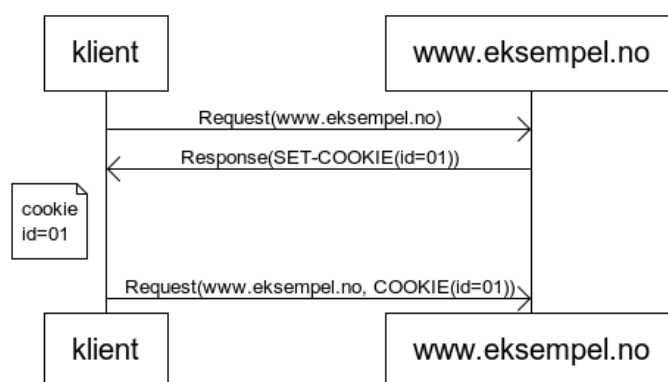 klient
www.eksempel.no
Request(www.eksempel.no)
Response(SET-COOKIE(id=01))
cookie
id=01
Request(www.eksempel.no, COOKIE(id=01))
klient
www.eksempel.no